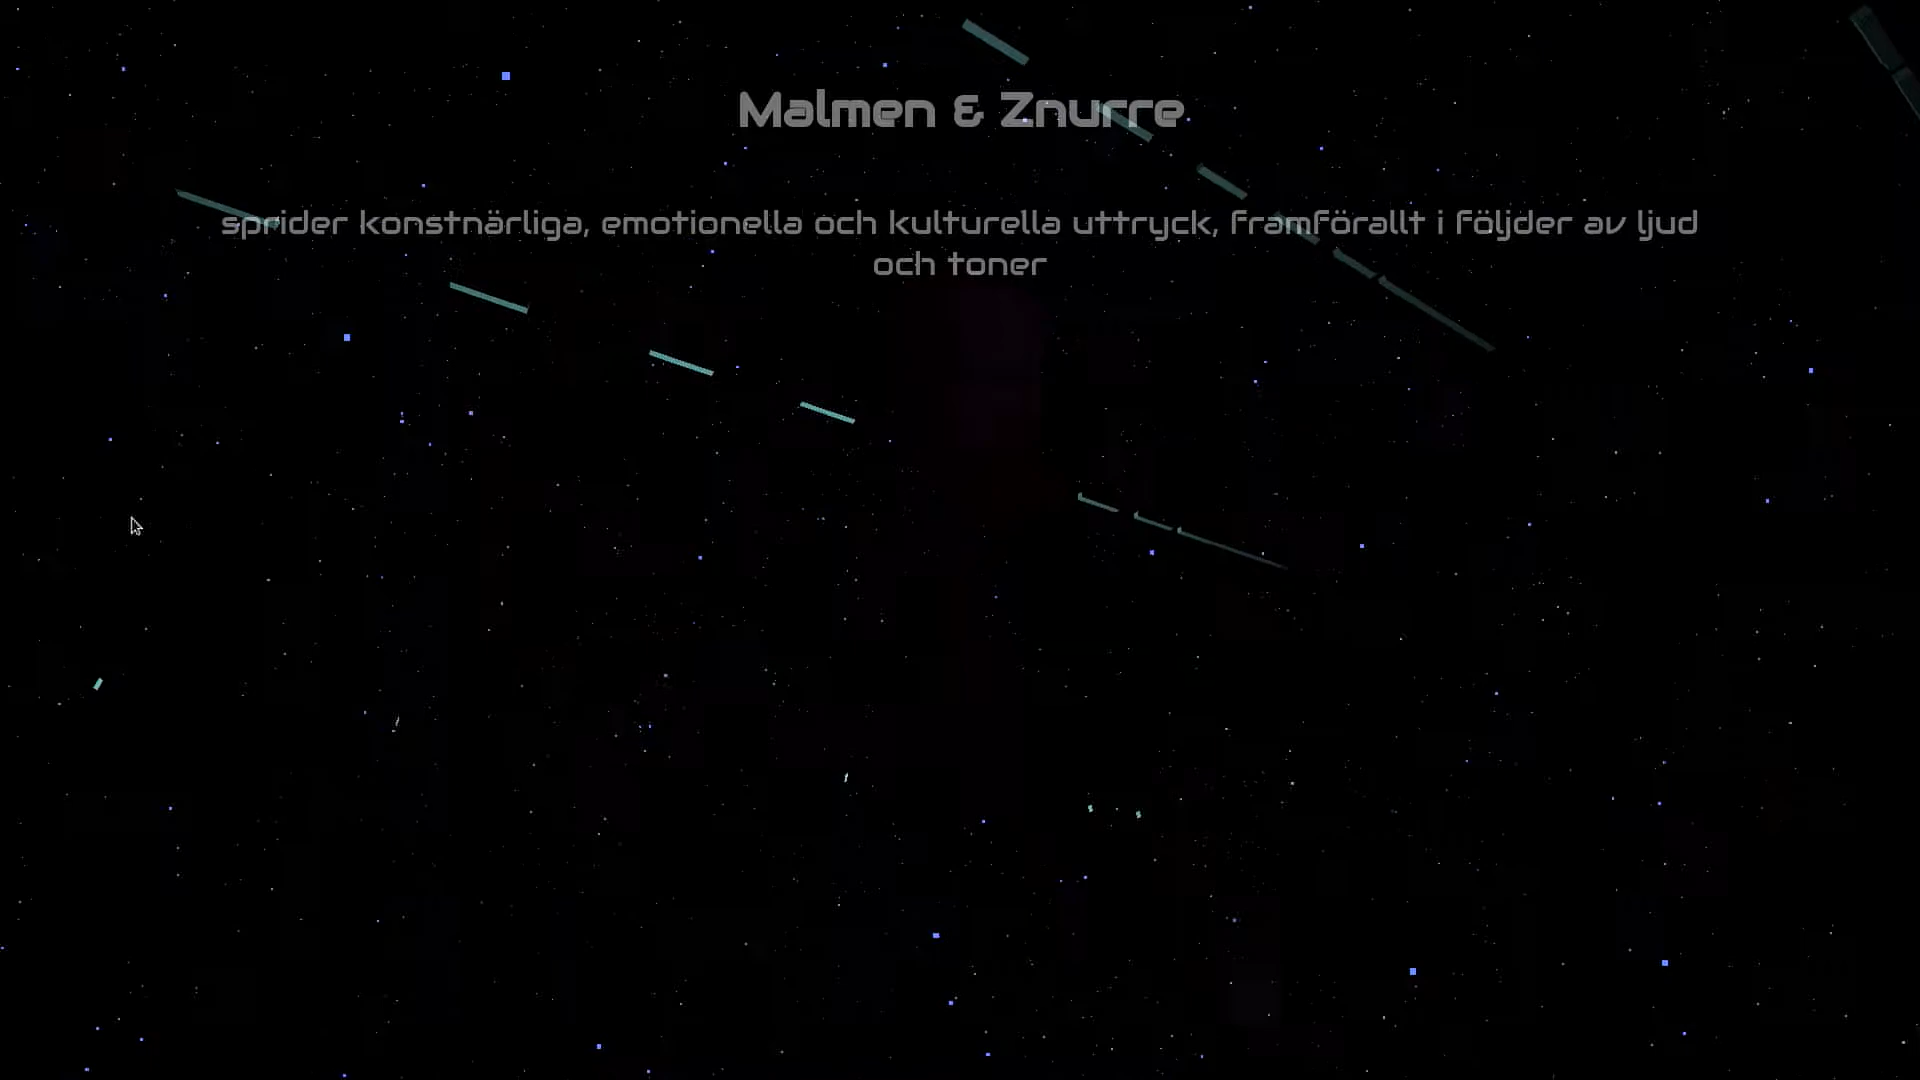 Malmen & Znurre
sprider konstnärliga, emotionella och kulturella uttryck, framförallt i följder av ljud
och toner